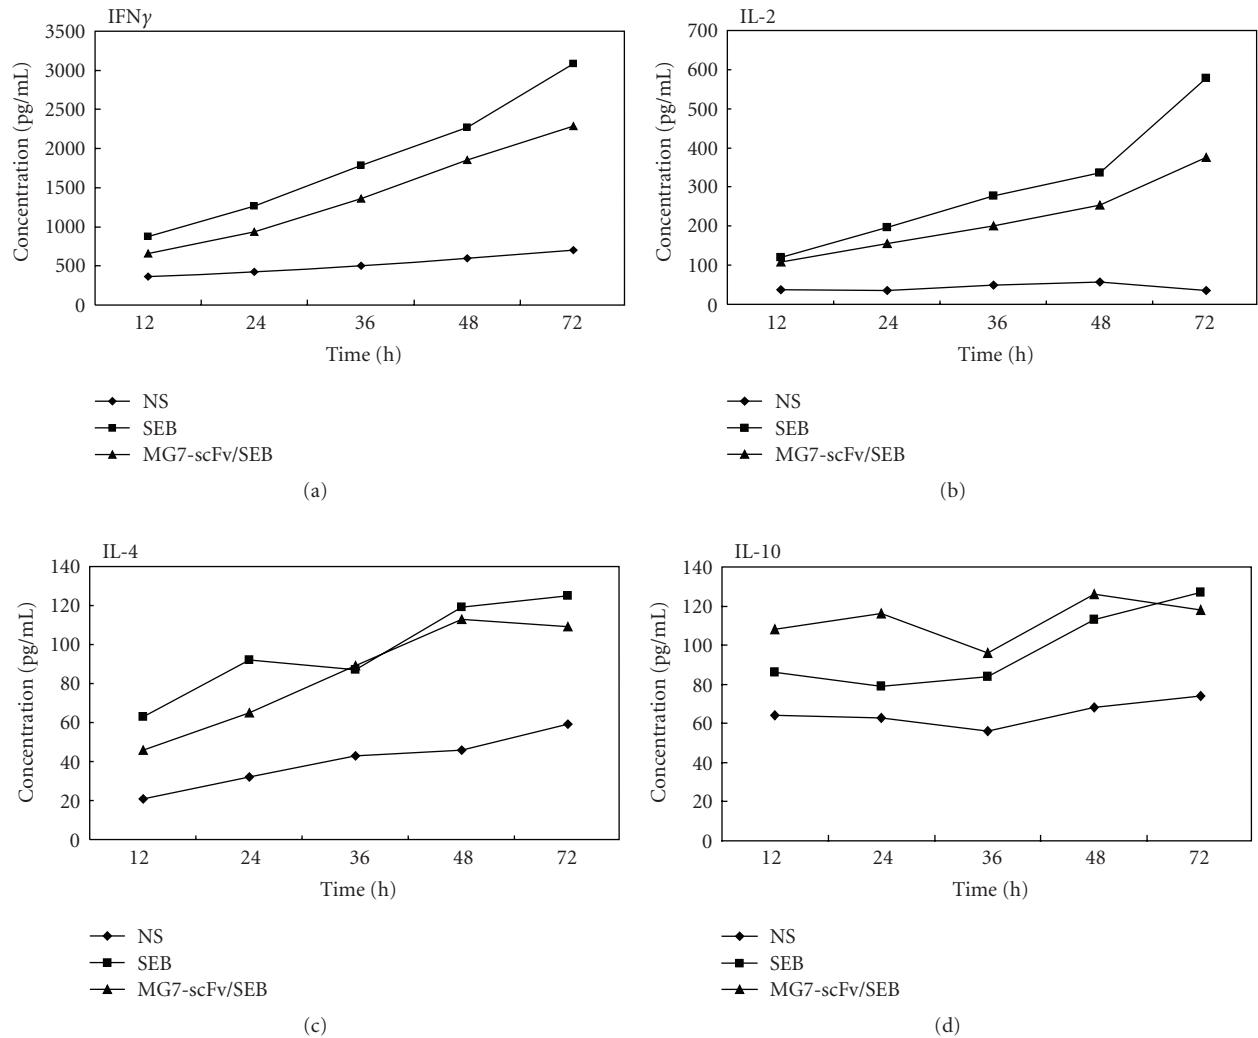 IFNγ
Concentration (pg/mL)
3500
3000
2500
2000
1500
1000
500
0
12 24 36 48 72
Time (h)
NS
SEB
MG7-scFv/SEB
(a)
IL-2
Concentration (pg/mL)
700
600
500
400
300
200
100
0
12 24 36 48 72
Time (h)
NS
SEB
MG7-scFv/SEB
(b)
IL-4
Concentration (pg/mL)
140
120
100
80
60
40
20
0
12 24 36 48 72
Time (h)
NS
SEB
MG7-scFv/SEB
(c)
IL-10
Concentration (pg/mL)
140
120
100
80
60
40
20
0
12 24 36 48 72
Time (h)
NS
SEB
MG7-scFv/SEB
(d)